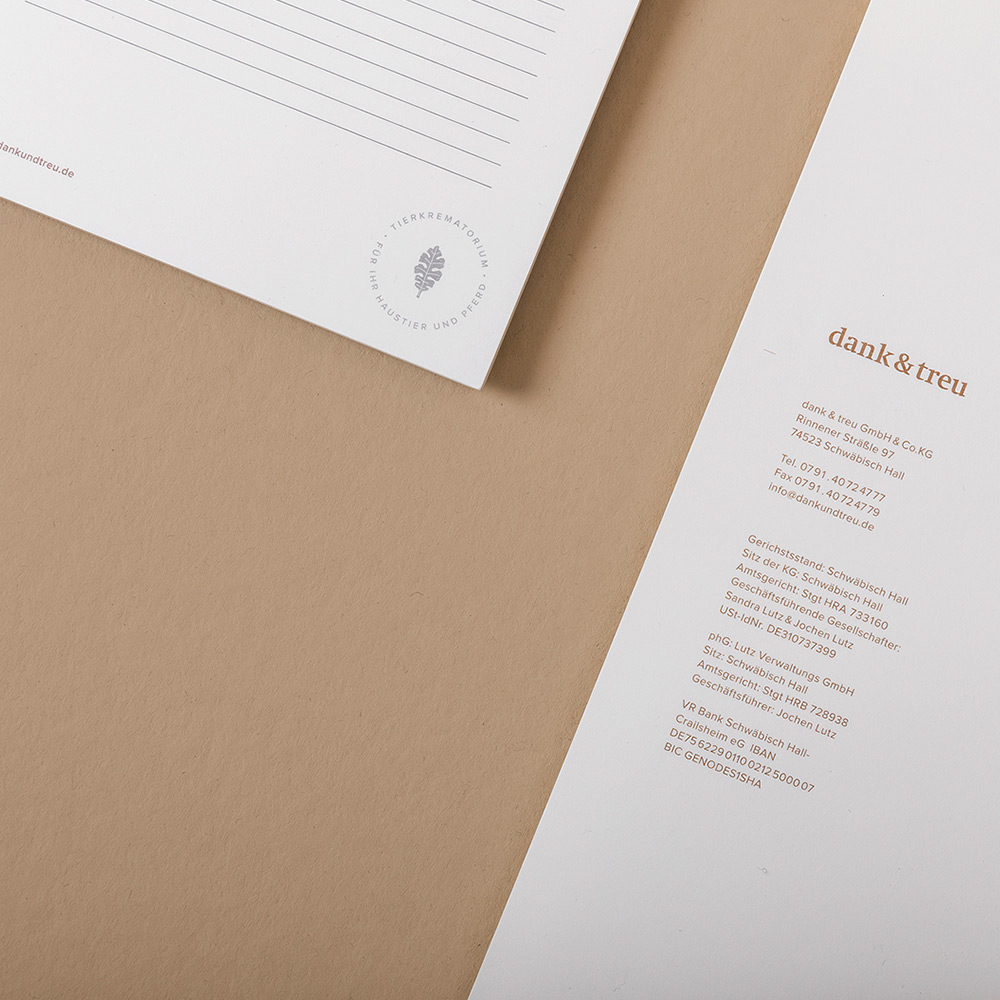 dankundtreu.de
· TIERKREMATORIUM · FÜR IHR HAUSTIER UND PFERD
dank&treu
dank & treu GmbH & Co.KG
Rinnener Sträßle 97
74523 Schwäbisch Hall
Tel. 0791.40724777
Fax 0791.40724779
info@dankundtreu.de
Gerichstsstand: Schwäbisch Hall
Sitz der KG: Schwäbisch Hall
Amtsgericht: Stgt HRA 733160
Geschäftsführende Gesellschafter:
Sandra Lutz & Jochen Lutz
USt-IdNr. DE310737399
phG: Lutz Verwaltungs GmbH
Sitz: Schwäbisch Hall
Amtsgericht: Stgt HRB 728938
Geschäftsführer: Jochen Lutz
VR Bank Schwäbisch Hall-
Crailsheim eG IBAN
DE75 6229 0110 0212 5000 07
BIC GENODES1SHA